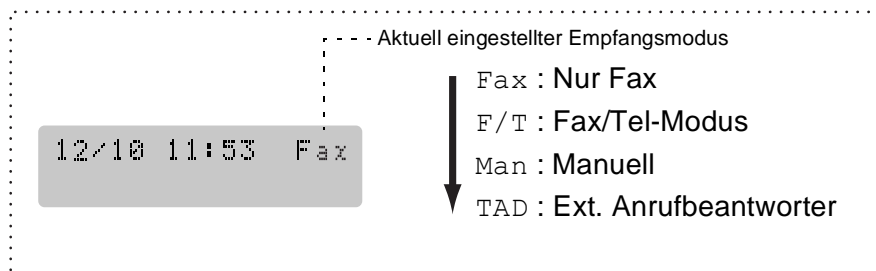 Aktuell eingestellter Empfangsmodus
Fax : Nur Fax
F/T : Fax/Tel-Modus
12/10 11:53 Fax
Man : Manuell
TAD : Ext. Anrufbeantworter